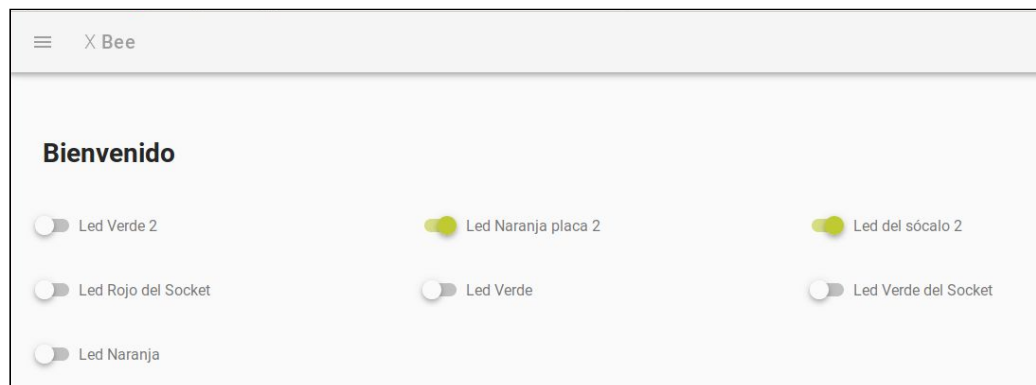 X Bee
Bienvenido
Led Verde 2
Led Naranja placa 2
Led del sócalo 2
Led Rojo del Socket
Led Verde
Led Verde del Socket
Led Naranja